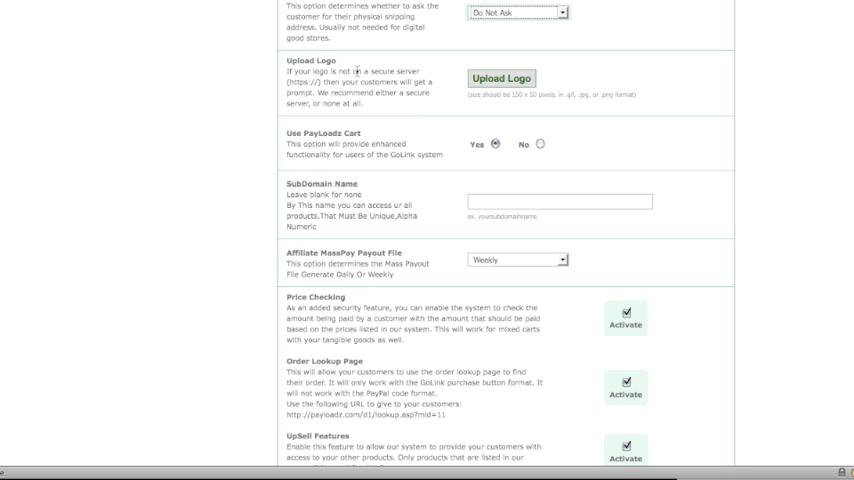 This option determines whether to ask the
customer for their physical shipping
address. Usually not needed for digital
good stores.
Do Not Ask
Upload Logo
If your logo is not on a secure server
(https://) then your customers will get a
prompt. We recommend either a secure
server, or none at all.
Upload Logo
(size should be 150 x 50 pixels, in .gif, .jpg, or .png format)
Use PayLoadz Cart
This option will provide enhanced
functionality for users of the GoLink system
Yes No
SubDomain Name
Leave blank for none
By This name you can access ur all
products.That Must Be Unique,Alpha
Numeric
ex. yoursubdomainname
Affiliate MassPay Payout File
This option determines the Mass Payout
File Generate Daily Or Weekly
Weekly
Price Checking
As an added security feature, you can enable the system to check the
amount being paid by a customer with the amount that should be paid
based on the prices listed in our system. This will work for mixed carts
with your tangible goods as well.
Activate
Order Lookup Page
This will allow your customers to use the order lookup page to find
their order. It will only work with the GoLink purchase button format. It
will not work with the PayPal code format.
Use the following URL to give to your customers:
http://payloadz.com/d1/lookup.asp?mid=11
Activate
UpSell Features
Enable this feature to allow our system to provide your customers with
access to your other products. Only products that are listed in our
Activate